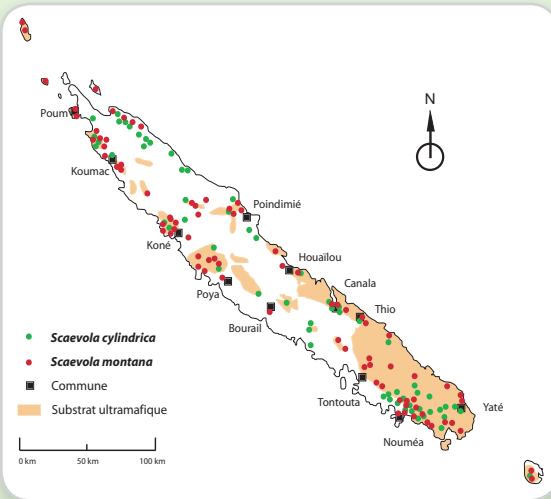 N
Poum
Koumac
Poindimié
Koné
Houaïlou
Canala
Poya
Thio
Bourail
Scaevola cylindrica
Scaevola montana
Commune
Substrat ultramafique
Tontouta
Yaté
Nouméa
0 km 50 km 100 km